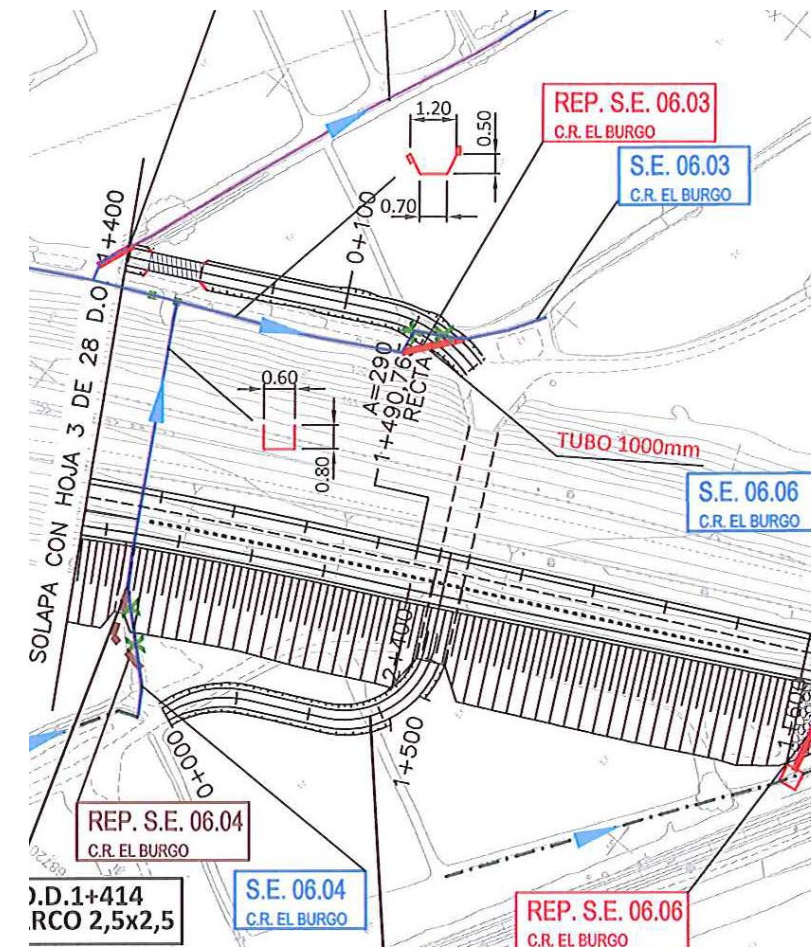 REP. S.E. 06.03
C.R. EL BURGO
S.E. 06.03
C.R. EL BURGO
1.20
0.50
0.70
SOLAPA CON HOJA 3 DE 28 D.O
1+400
0+100
A=290
1+490,76
RECTA
0.60
0.80
TUBO 1000mm
S.E. 06.06
C.R. EL BURGO
2+400
1+500
0+000
REP. S.E. 06.04
C.R. EL BURGO
S.E. 06.04
C.R. EL BURGO
.D.1+414
RCO 2,5x2,5
REP. S.E. 06.06
C.R. EL BURGO